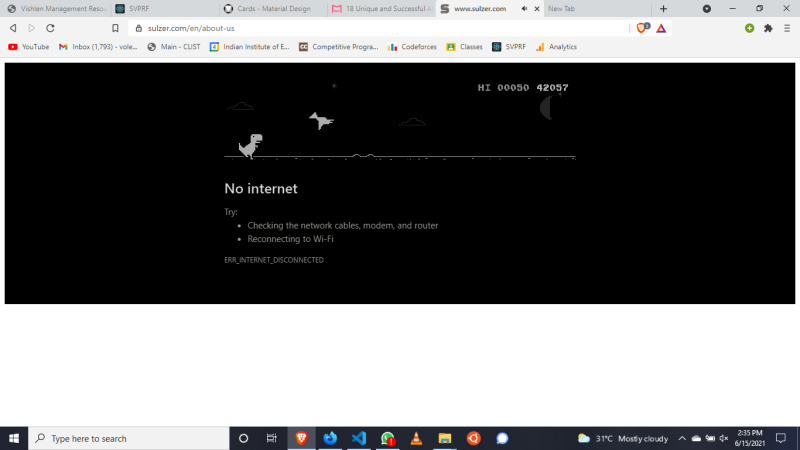 Vishlen Management Resou
SVPRF
Cards - Material Design
18 Unique and Successful A
www.sulzer.com
New Tab
sulzer.com/en/about-us
YouTube
Inbox (1,793) - vole...
Main - CLIST
Indian Institute of E...
Competitive Progra...
Codeforces
Classes
SVPRF
Analytics
HI 00050 42057
No internet
Try:
Checking the network cables, modem, and router
Reconnecting to Wi-Fi
ERR_INTERNET_DISCONNECTED
Type here to search
31°C Mostly cloudy
2:35 PM
6/15/2021